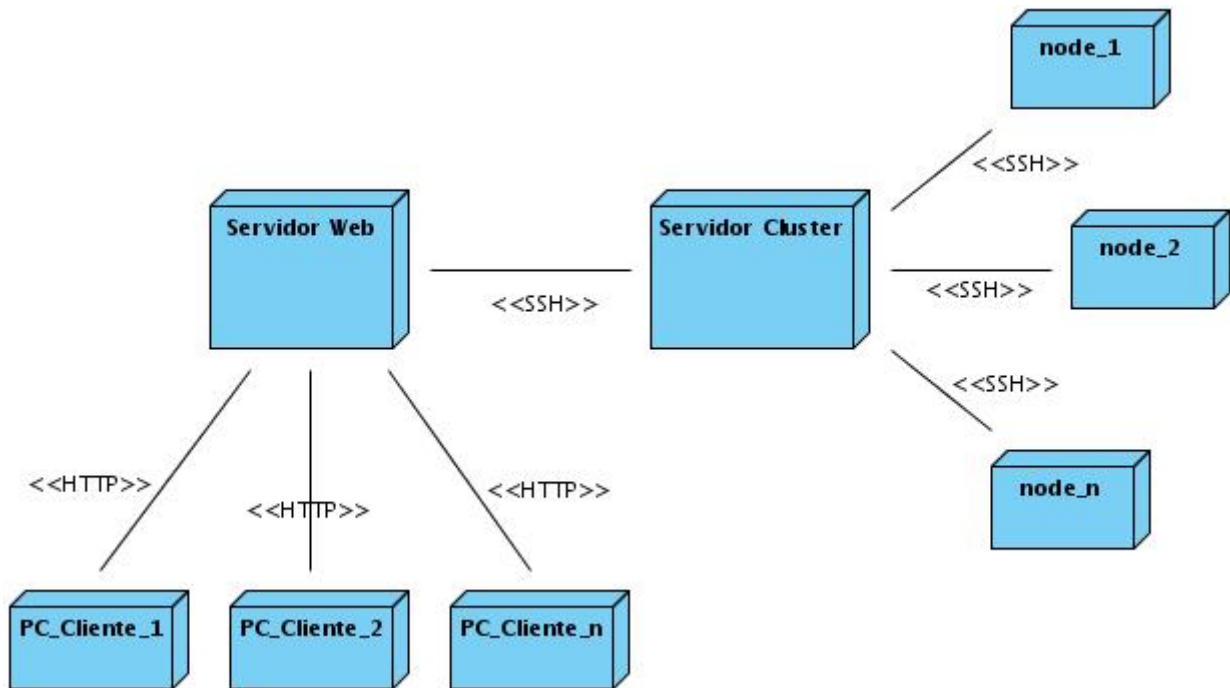 node_1
<<SSH>>
Servidor Web
Servidor Cluster
node_2
<<SSH>>
<<SSH>>
<<SSH>>
<<HTTP>>
<<HTTP>>
<<HTTP>>
node_n
PC_Cliente_1
PC_Cliente_2
PC_Cliente_n